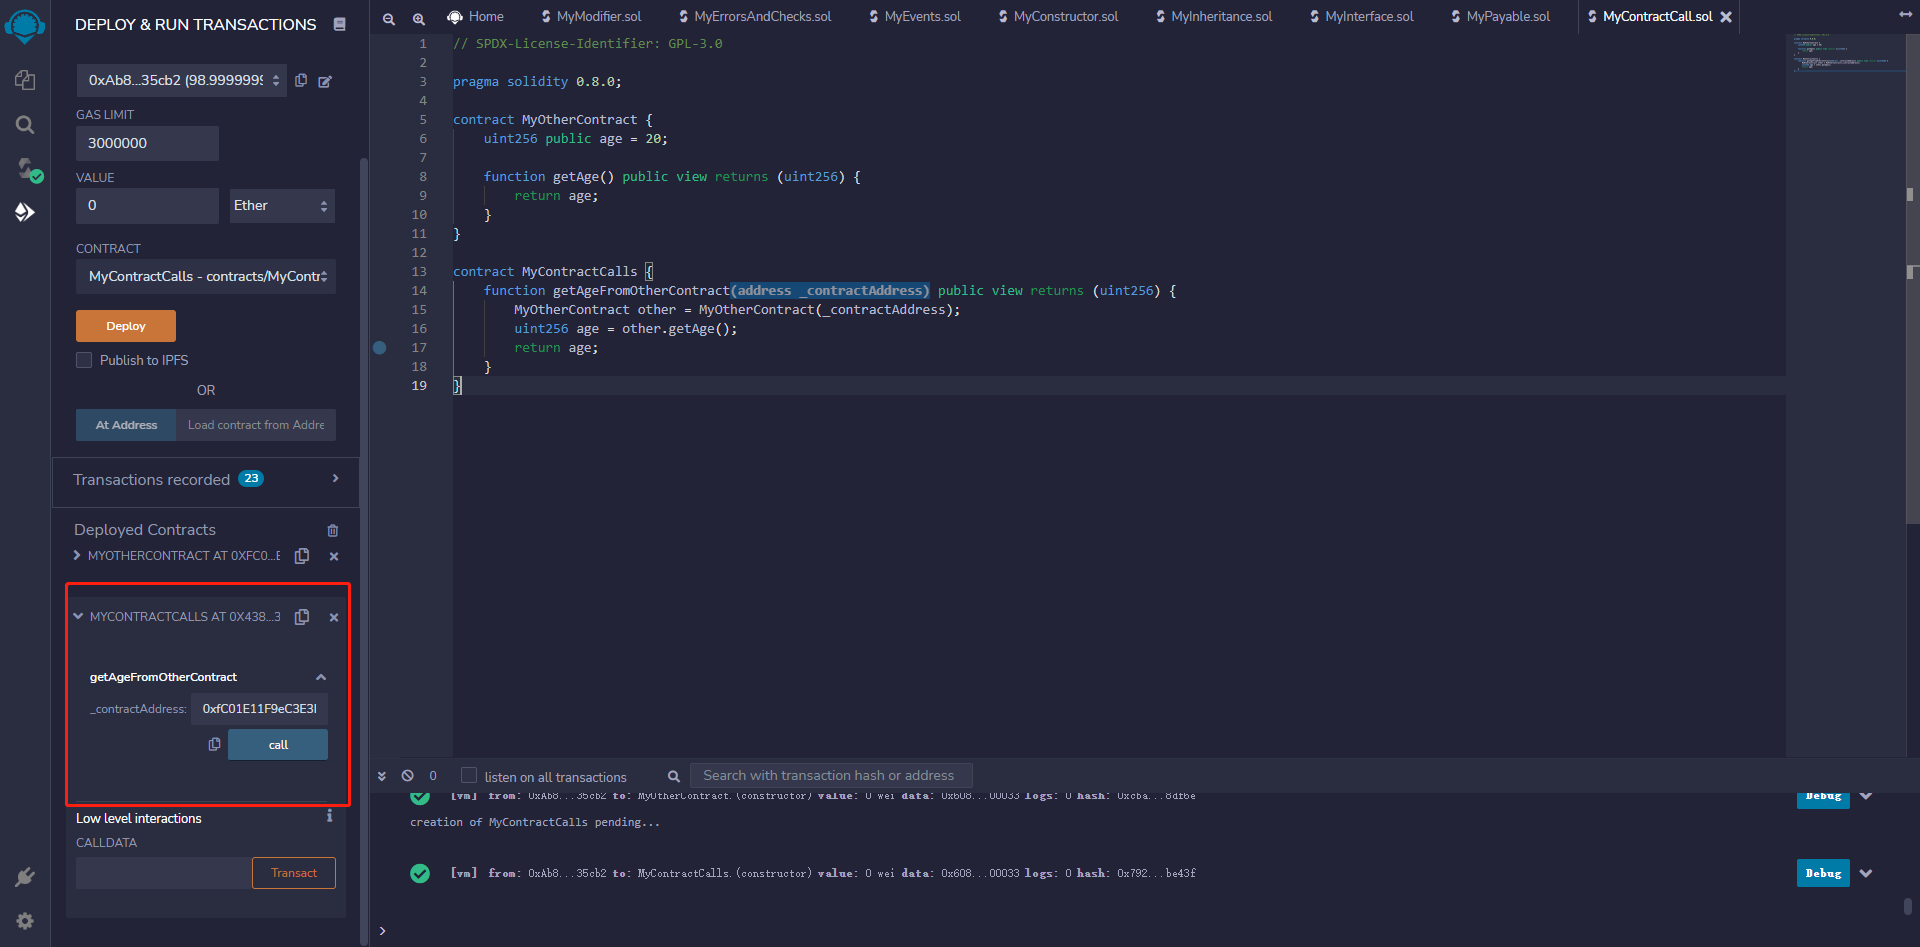 DEPLOY & RUN TRANSACTIONS
0xAb8...35cb2 (98.9999999
GAS LIMIT
3000000
VALUE
0
Ether
CONTRACT
MyContractCalls - contracts/MyContr
Deploy
Publish to IPFS
OR
At Address
Load contract from Addre
Transactions recorded 23
Deployed Contracts
MYOTHERCONTRACT AT 0XFC0...E
MYCONTRACTCALLS AT 0X438...3
getAgeFromOtherContract
_contractAddress: 0xfC01E11F9eC3E3I
call
Low level interactions
CALLDATA
Transact
Home
MyModifier.sol
MyErrorsAndChecks.sol
MyEvents.sol
MyConstructor.sol
MyInheritance.sol
MyInterface.sol
MyPayable.sol
MyContractCall.sol
1 // SPDX-License-Identifier: GPL-3.0
2
3 pragma solidity 0.8.0;
4
5 contract MyOtherContract {
6 uint256 public age = 20;
7
8 function getAge() public view returns (uint256) {
9 return age;
10 }
11 }
12
13 contract MyContractCalls {
14 function getAgeFromOtherContract(address _contractAddress) public view returns (uint256) {
15 MyOtherContract other = MyOtherContract(_contractAddress);
16 uint256 age = other.getAge();
17 return age;
18 }
19 }
0
listen on all transactions
Search with transaction hash or address
[vm] from: 0xAb8...35cb2 to: MyOtherContract.(constructor) value: 0 wei data: 0x608...00033 logs: 0 hash: 0xcba...8df6e
Debug
creation of MyContractCalls pending...
[vm] from: 0xAb8...35cb2 to: MyContractCalls.(constructor) value: 0 wei data: 0x608...00033 logs: 0 hash: 0x792...be43f
Debug
>